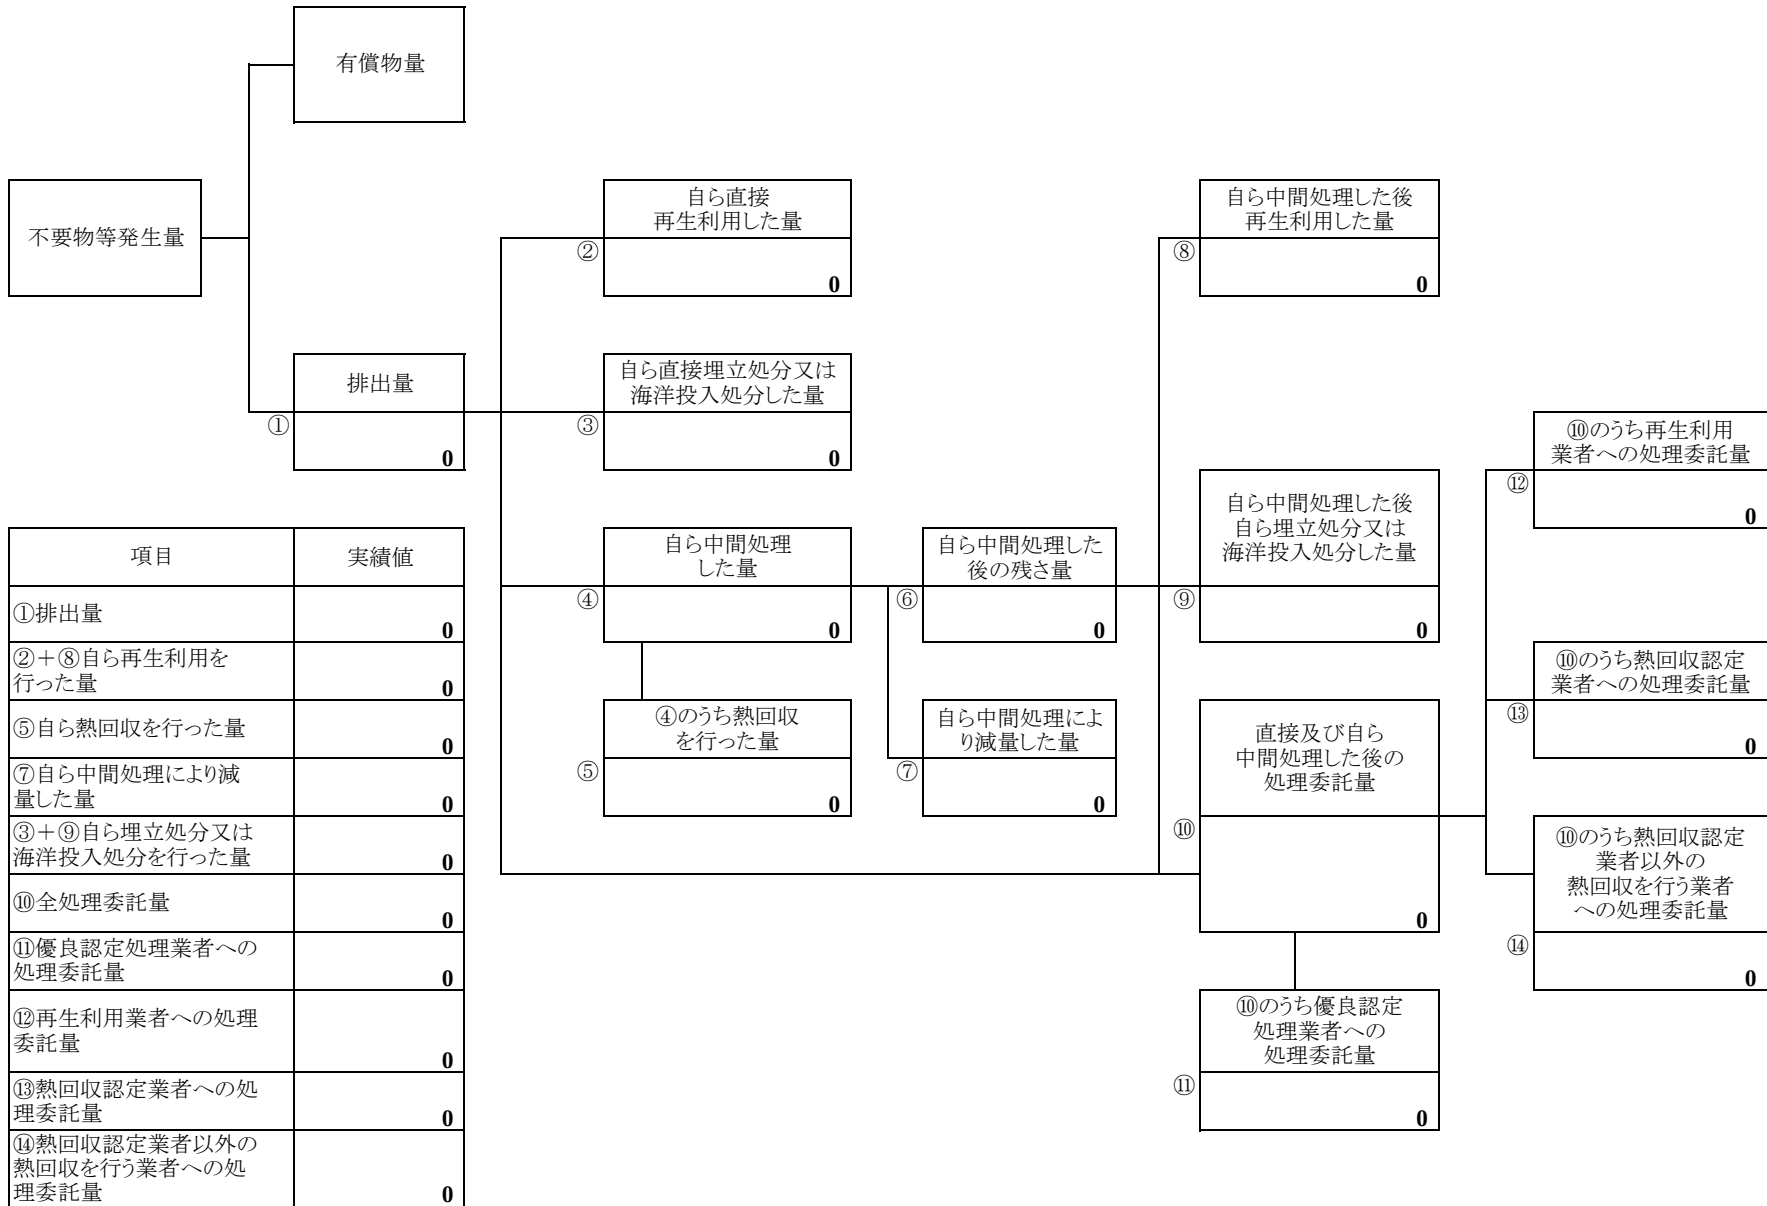 有償物量
不要物等発生量
排出量
①
0
自ら直接
再生利用した量
②
0
自ら直接埋立処分又は
海洋投入処分した量
③
0
自ら中間処理
した量
④
0
④のうち熱回収
を行った量
⑤
0
自ら中間処理した
後の残さ量
⑥
0
自ら中間処理によ
り減量した量
⑦
0
自ら中間処理した後
再生利用した量
⑧
0
自ら中間処理した後
自ら埋立処分又は
海洋投入処分した量
⑨
0
直接及び自ら
中間処理した後の
処理委託量
⑩
0
⑩のうち優良認定
処理業者への
処理委託量
⑪
0
⑩のうち再生利用
業者への処理委託量
⑫
0
⑩のうち熱回収認定
業者への処理委託量
⑬
0
⑩のうち熱回収認定
業者以外の
熱回収を行う業者
への処理委託量
⑭
0
項目 実績値
①排出量
0
②+⑧自ら再生利用を
行った量
0
⑤自ら熱回収を行った量
0
⑦自ら中間処理により減
量した量
0
③+⑨自ら埋立処分又は
海洋投入処分を行った量
0
⑩全処理委託量
0
⑪優良認定処理業者への
処理委託量
0
⑫再生利用業者への処理
委託量
0
⑬熱回収認定業者への処
理委託量
0
⑭熱回収認定業者以外の
熱回収を行う業者への処
理委託量
0